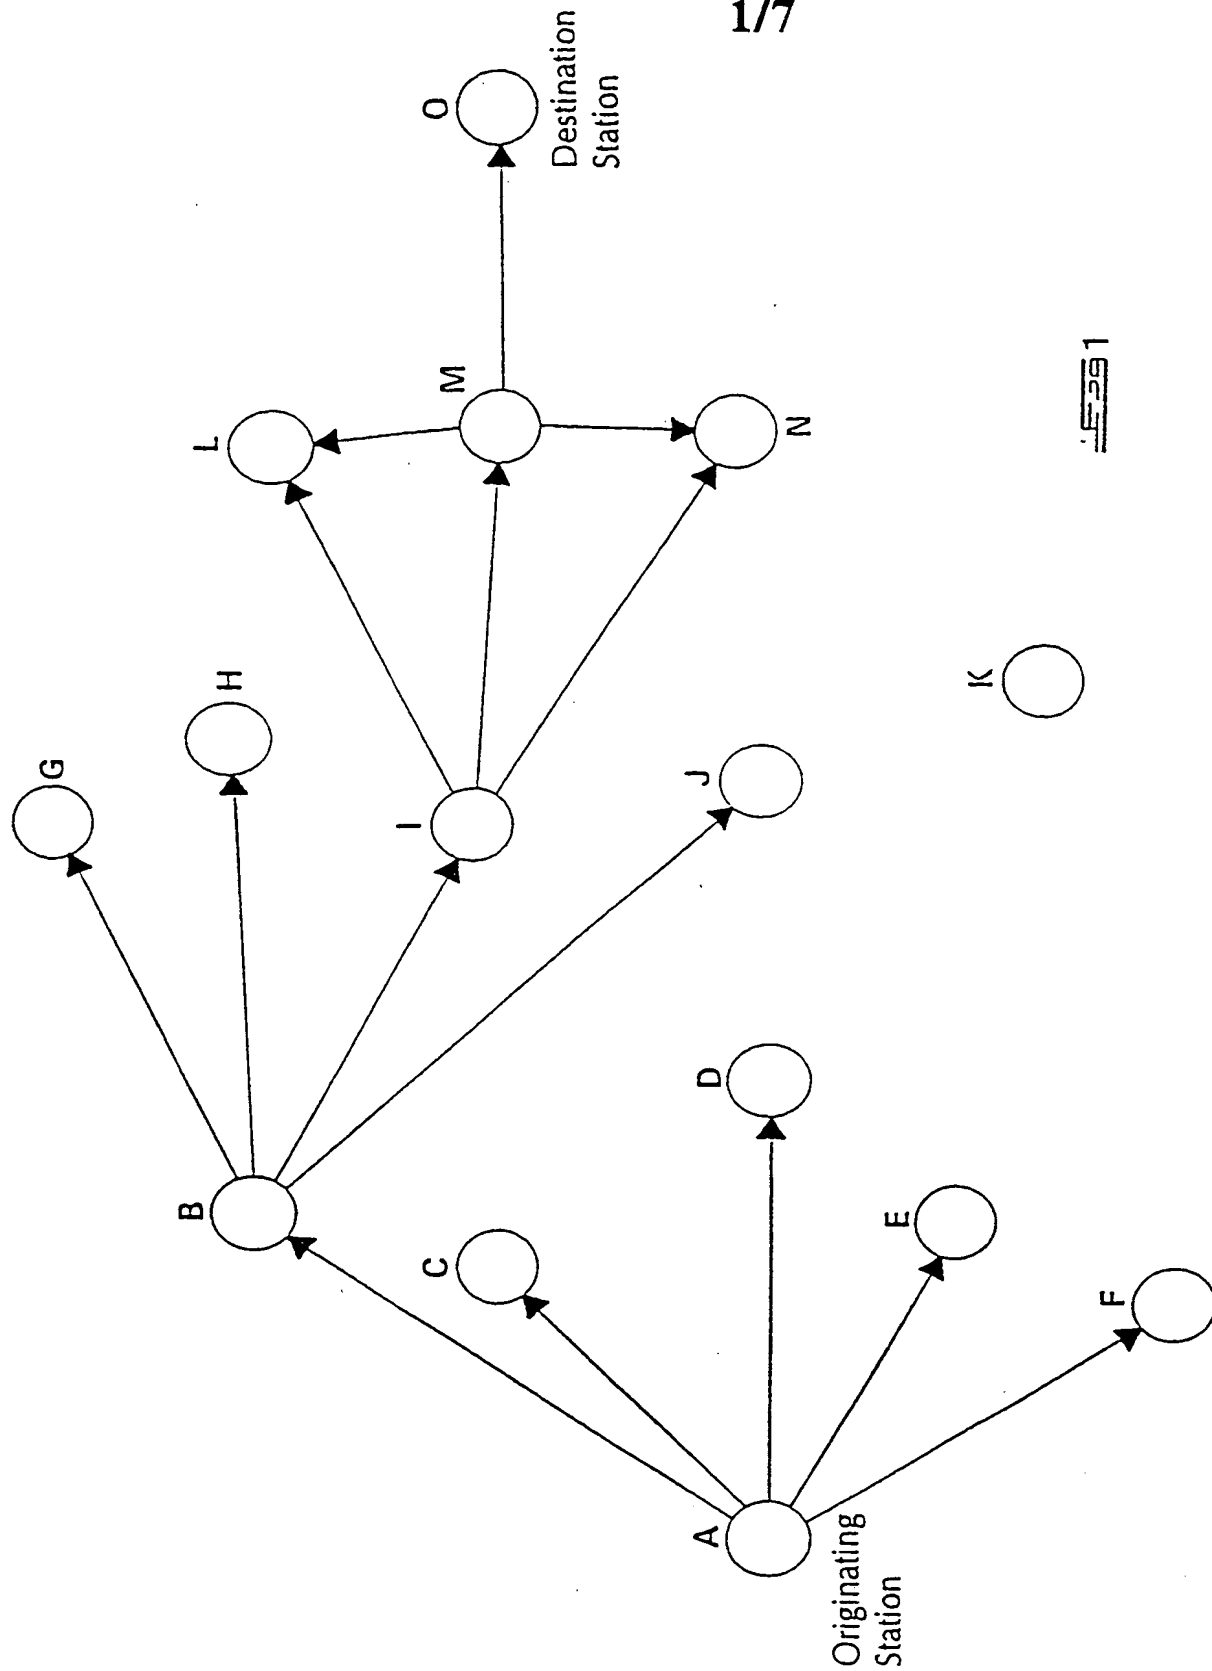 1/7
O
Destination
Station
L
M
N
G
H
I
J
K
B
C
D
E
F
A
Originating
Station